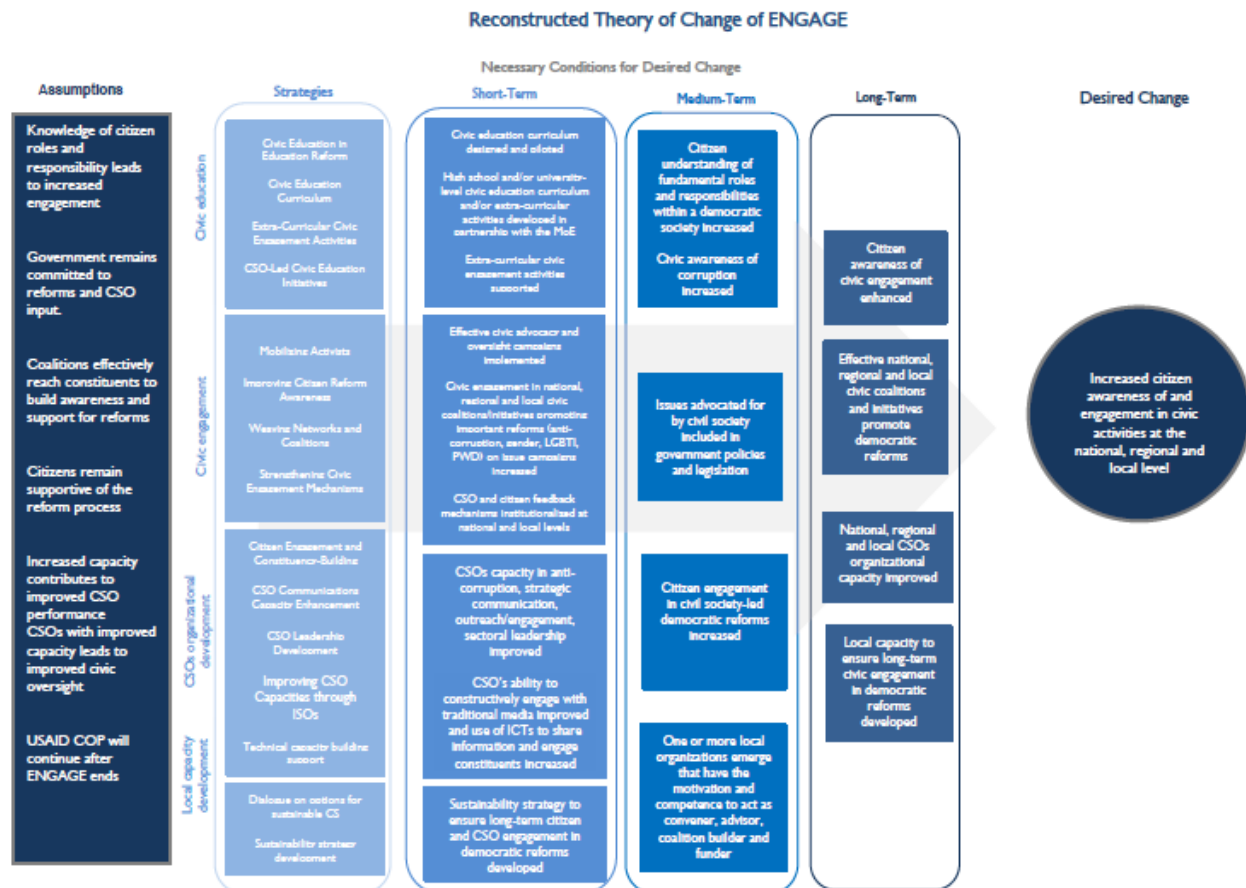 Reconstructed Theory of Change of ENGAGE
Necessary Conditions for Desired Change
Assumptions
Strategies
Short-Term
Medium-Term
Long-Term
Desired Change
Knowledge of citizen
roles and
responsibility leads
to increased
engagement
Government remains
committed to
reforms and CSO
input.
Coalitions effectively
reach constituents to
build awareness and
support for reforms
Citizens remain
supportive of the
reform process
Increased capacity
contributes to
improved CSO
performance
CSOs with improved
capacity leads to
improved civic
oversight
USAID COP will
continue after
ENGAGE ends
Civic education
Civic engagement
CSOs organizational
development
Local capacity
development
Civic Education in
Education Reform
Civic Education
Curriculum
Extra-Curricular Civic
Engagement Activities
CSO-Led Civic Education
Initiatives
Mobilizing Activists
Improving Citizen Reform
Awareness
Weaving Networks and
Coalitions
Strengthening Civic
Engagement Mechanisms
Citizen Engagement and
Constituency-Building
CSO Communications
Capacity Enhancement
CSO Leadership
Development
Improving CSO
Capacities through
ISOs
Technical capacity building
support
Dialogue on options for
sustainable CS
Sustainability strategy
development
Civic education curriculum
designed and piloted
High school and/or university-
level civic education curriculum
and/or extra-curricular
activities developed in
partnership with the MoE
Extra-curricular civic
engagement activities
supported
Effective civic advocacy and
oversight campaigns
implemented
Civic engagement in national,
regional and local civic
coalitions/initiatives promoting
important reforms (anti-
corruption, gender, LGBTI,
PWD) on issue campaigns
increased
CSO and citizen feedback
mechanisms institutionalized at
national and local levels
CSOs capacity in anti-
corruption, strategic
communication,
outreach/engagement,
sectoral leadership
improved
CSO's ability to
constructively engage with
traditional media improved
and use of ICTs to share
information and engage
constituents increased
Sustainability strategy to
ensure long-term citizen
and CSO engagement in
democratic reforms
developed
Citizen
understanding of
fundamental roles
and responsibilities
within a democratic
society increased
Civic awareness of
corruption
increased
Issues advocated for
by civil society
included in
government policies
and legislation
Citizen engagement
in civil society-led
democratic reforms
increased
One or more local
organizations emerge
that have the
motivation and
competence to act as
convener, advisor,
coalition builder and
funder
Citizen
awareness of
civic engagement
enhanced
Effective national,
regional and local
civic coalitions
and initiatives
promote
democratic
reforms
National, regional
and local CSOs
organizational
capacity improved
Local capacity to
ensure long-term
civic engagement
in democratic
reforms
developed
Increased citizen
awareness of and
engagement in civic
activities at the
national, regional and
local level